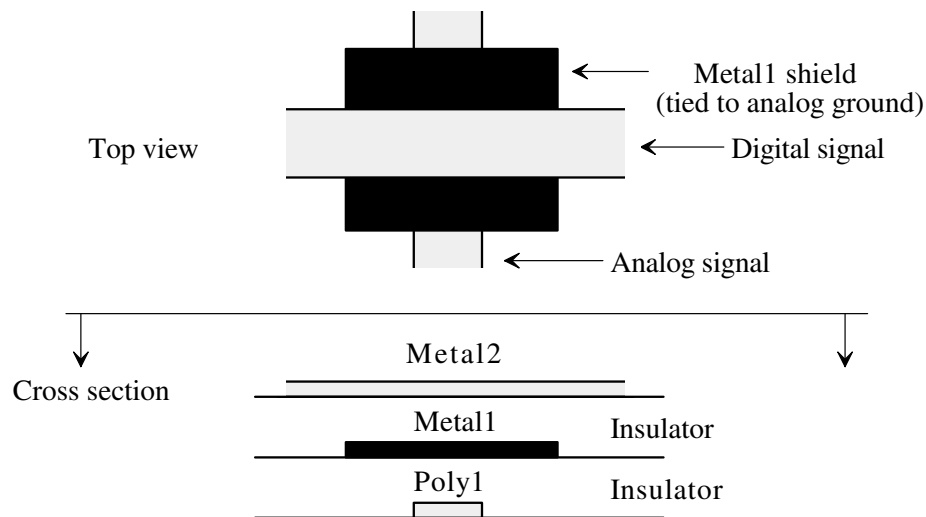 Metal1 shield
(tied to analog ground)
Top view
Digital signal
Analog signal
Metal2
Cross section
Metal1
Insulator
Poly1
Insulator